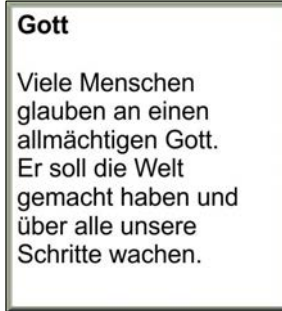 Gott
Viele Menschen
glauben an einen
allmächtigen Gott.
Er soll die Welt
gemacht haben und
über alle unsere
Schritte wachen.